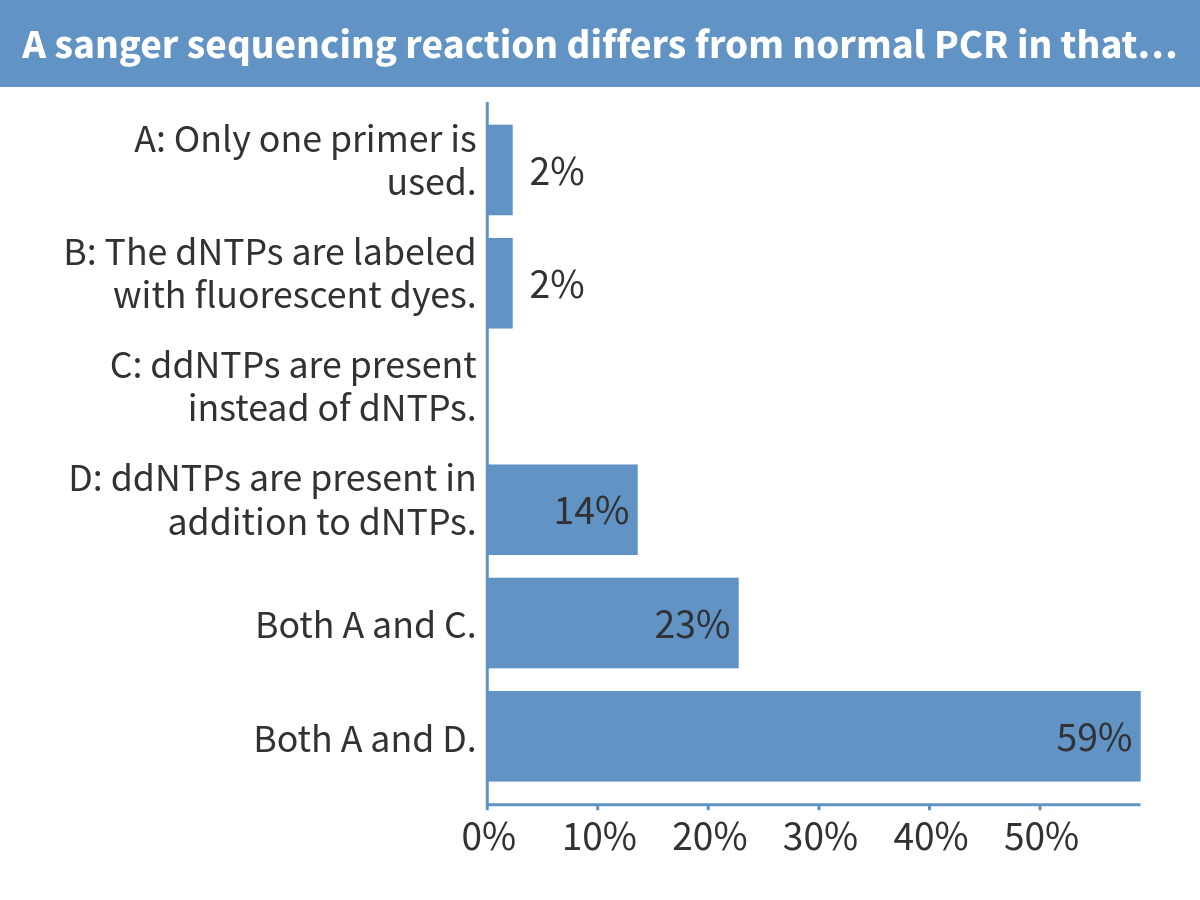 A sanger sequencing reaction differs from normal PCR in that...
A: Only one primer is
used.
2%
B: The dNTPs are labeled
with fluorescent dyes.
2%
C: ddNTPs are present
instead of dNTPs.
D: ddNTPs are present in
addition to dNTPs.
14%
Both A and C.
23%
Both A and D.
59%
0% 10% 20% 30% 40% 50%